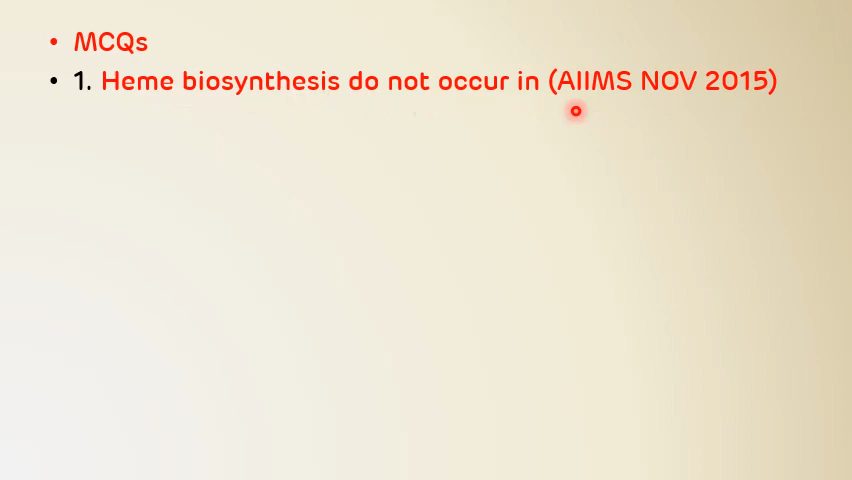 • MCQs
• 1. Heme biosynthesis do not occur in (AIIMS NOV 2015)